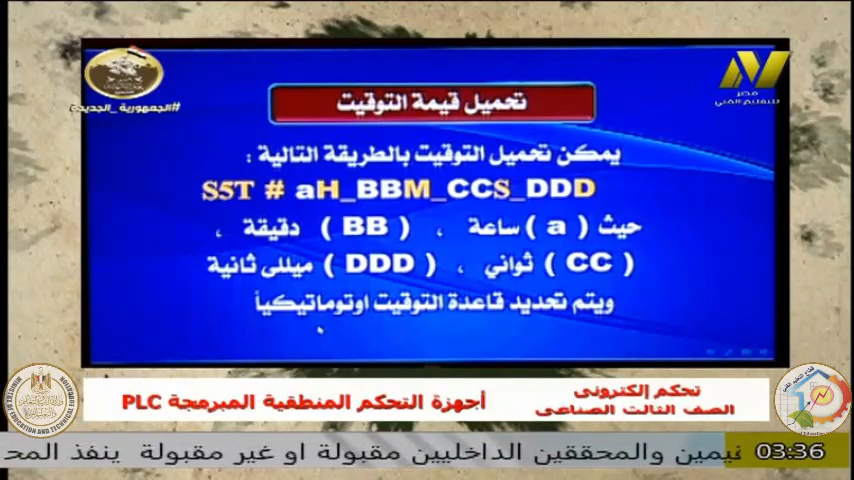 #الجمهورية_الجديدة
مصر
للتعليم الفني
تحميل قيمة التوقيت
يمكن تحميل التوقيت بالطريقة التالية :
S5T # aH_BBM_CCS_DDD
حيث ( a ) ساعة ، ( BB ) دقيقة ،
( CC ) ثواني ، ( DDD ) ميللى ثانية
ويتم تحديد قاعدة التوقيت اوتوماتيكياً
تحكم إلكترونى
الصف الثالث الصناعى
أجهزة التحكم المنطقية المبرمجة PLC
قيمين والمحققين الداخليين مقبولة او غير مقبولة ينفذ المح
03:36